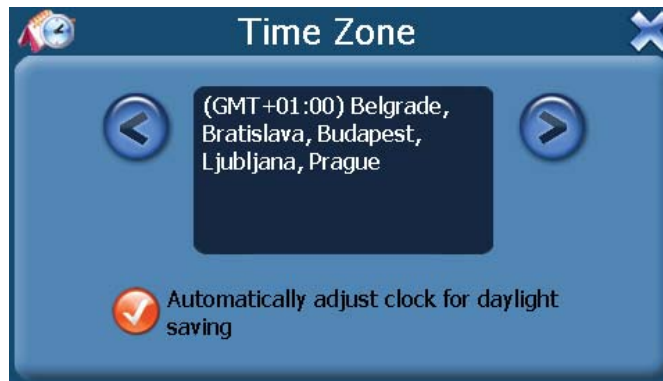 Time Zone
(GMT+01:00) Belgrade,
Bratislava, Budapest,
Ljubljana, Prague
Automatically adjust clock for daylight
saving